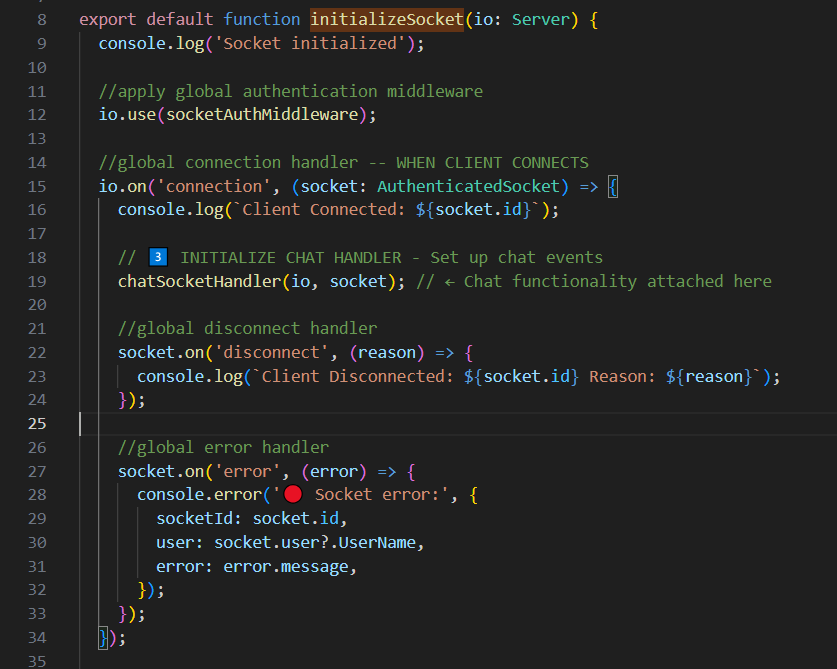 8 export default function initializeSocket(io: Server) {
9   console.log('Socket initialized');
10
11   //apply global authentication middleware
12   io.use(socketAuthMiddleware);
13
14   //global connection handler -- WHEN CLIENT CONNECTS
15   io.on('connection', (socket: AuthenticatedSocket) => {
16     console.log(`Client Connected: ${socket.id}`);
17
18     // 3️⃣ INITIALIZE CHAT HANDLER - Set up chat events
19     chatSocketHandler(io, socket); // ← Chat functionality attached here
20
21     //global disconnect handler
22     socket.on('disconnect', (reason) => {
23       console.log(`Client Disconnected: ${socket.id} Reason: ${reason}`);
24     });
25
26     //global error handler
27     socket.on('error', (error) => {
28       console.error('🔴 Socket error:', {
29         socketId: socket.id,
30         user: socket.user?.UserName,
31         error: error.message,
32       });
33     });
34   });
35